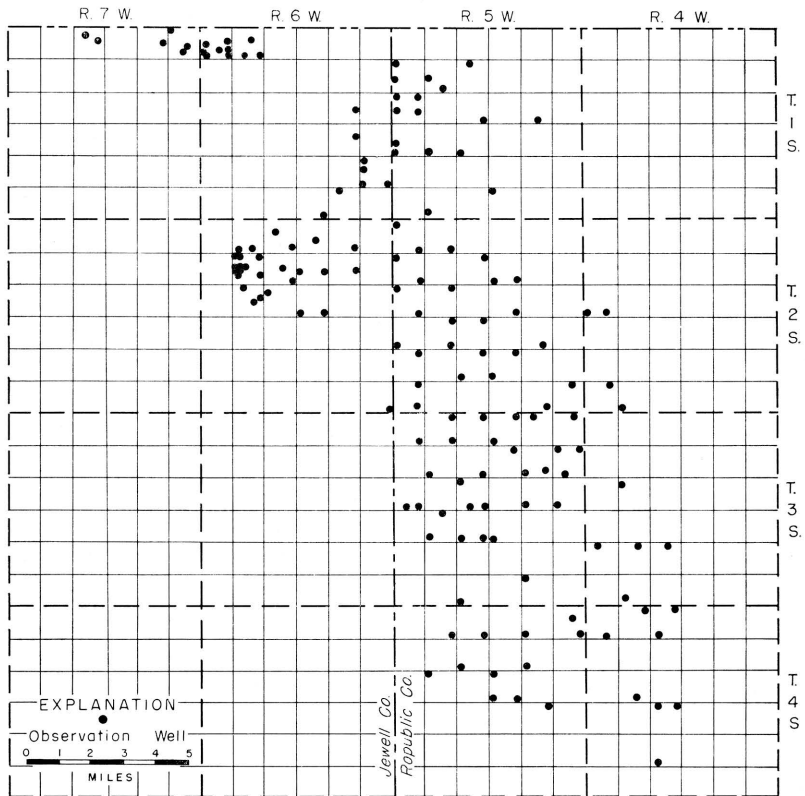 R. 7 W. R. 6 W. R. 5 W. R. 4 W.
T.
1
S.
T.
2
S.
T.
3
S.
T.
4
S
Jewell Co.
Rapublic Co.
EXPLANATION
Observation Well
0 1 2 3 4 5
MILES